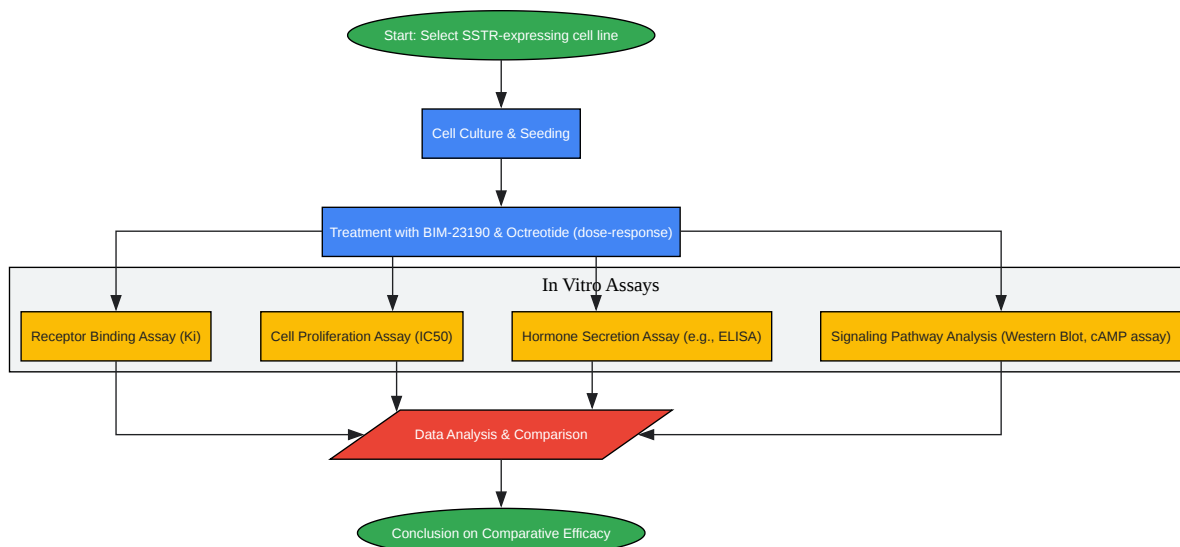 Start: Select SSTR-expressing cell line
Cell Culture & Seeding
Treatment with BIM-23190 & Octreotide (dose-response)
In Vitro Assays
Receptor Binding Assay (Ki)
Cell Proliferation Assay (IC50)
Hormone Secretion Assay (e.g., ELISA)
Signaling Pathway Analysis (Western Blot, cAMP assay)
Data Analysis & Comparison
Conclusion on Comparative Efficacy